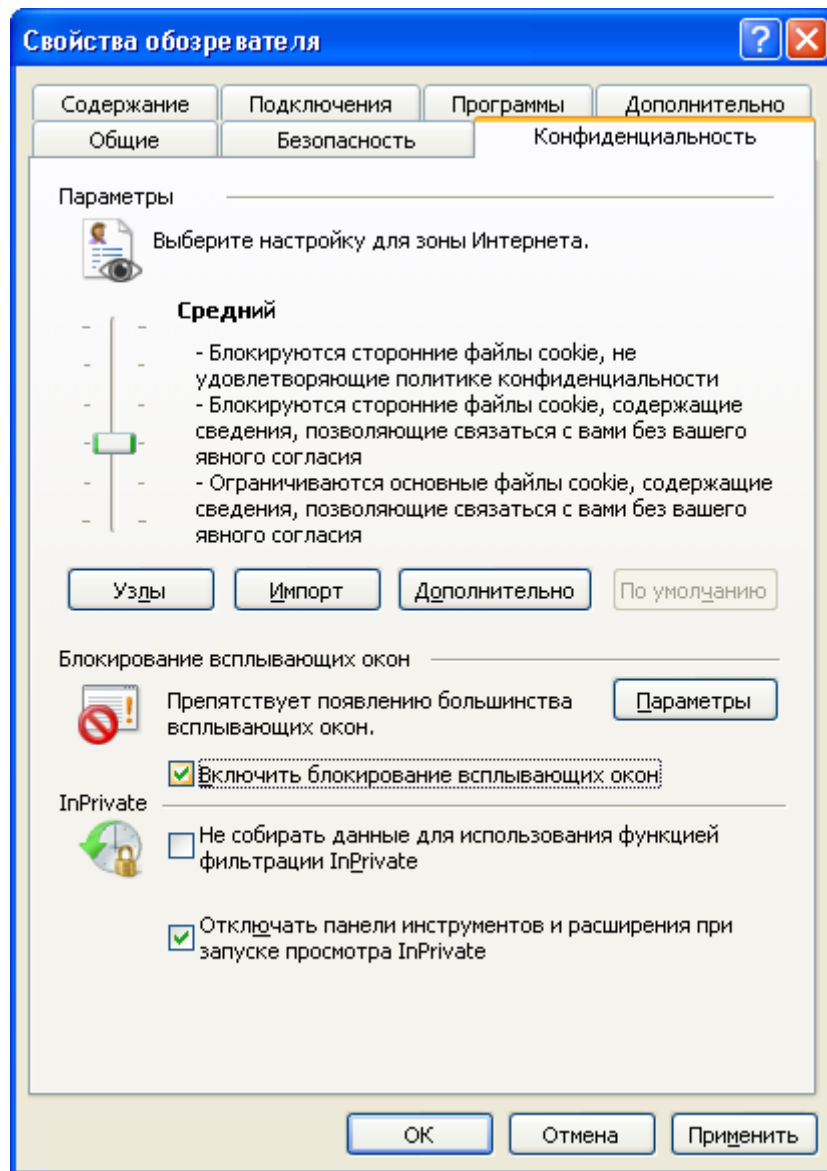 Свойства обозревателя
Содержание Подключения Программы Дополнительно
Общие Безопасность Конфиденциальность
Параметры
Выберите настройку для зоны Интернета.
Средний
- Блокируются сторонние файлы cookie, не
удовлетворяющие политике конфиденциальности
- Блокируются сторонние файлы cookie, содержащие
сведения, позволяющие связаться с вами без вашего
явного согласия
- Ограничиваются основные файлы cookie, содержащие
сведения, позволяющие связаться с вами без вашего
явного согласия
Узлы Импорт Дополнительно По умолчанию
Блокирование всплывающих окон
Препятствует появлению большинства
всплывающих окон.
Параметры
Включить блокирование всплывающих окон
InPrivate
Не собирать данные для использования функцией
фильтрации InPrivate
Отключать панели инструментов и расширения при
запуске просмотра InPrivate
ОК Отмена Применить